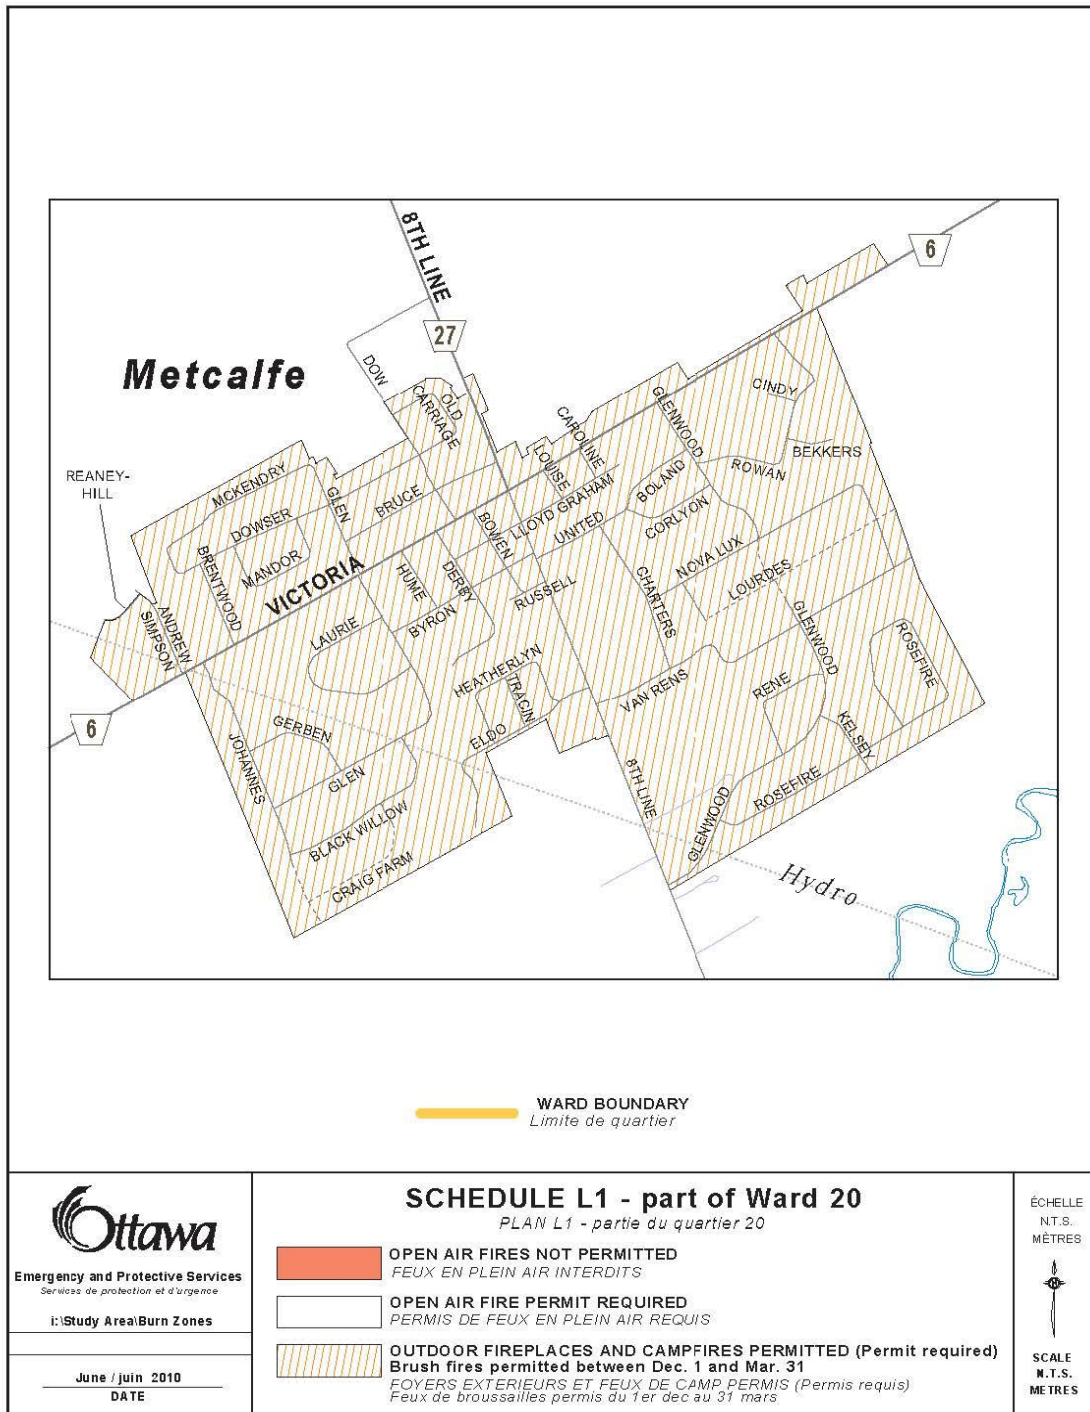 8TH LINE
6
27
Metcalfe
DOW
OLD
CARRIAGE
CAROLINE
GLENWOOD
CINDY
REANEY-
HILL
MCKENDRY
GLEN
BRUCE
LOUISE
BOLAND
ROWAN
BEKKERS
DOWSER
LLOYD GRAHAM
BOWEN
UNITED
CORLYON
BRENTWOOD
MANDOR
VICTORIA
HUME
DERBY
NOVA LUX
LOURDES
RUSSELL
CHARTERS
ANDREW
SIMPSON
LAURIE
BYRON
GLENWOOD
ROSEFIRE
HEATHERLYN
TRACIN
VAN RENS
RENE
6
GERBEN
ELDO
KELSEY
JOHANNES
GLEN
8TH LINE
ROSEFIRE
BLACK WILLOW
GLENWOOD
CRAIG FARM
Hydro
WARD BOUNDARY
Limite de quartier
Ottawa
Emergency and Protective Services
Services de protection et d'urgence
i:\Study Area\Burn Zones
June / juin 2010
DATE
SCHEDULE L1 - part of Ward 20
PLAN L1 - partie du quartier 20
OPEN AIR FIRES NOT PERMITTED
FEUX EN PLEIN AIR INTERDITS
OPEN AIR FIRE PERMIT REQUIRED
PERMIS DE FEUX EN PLEIN AIR REQUIS
OUTDOOR FIREPLACES AND CAMPFIRES PERMITTED (Permit required)
Brush fires permitted between Dec. 1 and Mar. 31
FOYERS EXTERIEURS ET FEUX DE CAMP PERMIS (Permis requis)
Feux de broussailles permis du 1er dec au 31 mars
ÉCHELLE
N.T.S.
MÈTRES
N
SCALE
N.T.S.
METRES